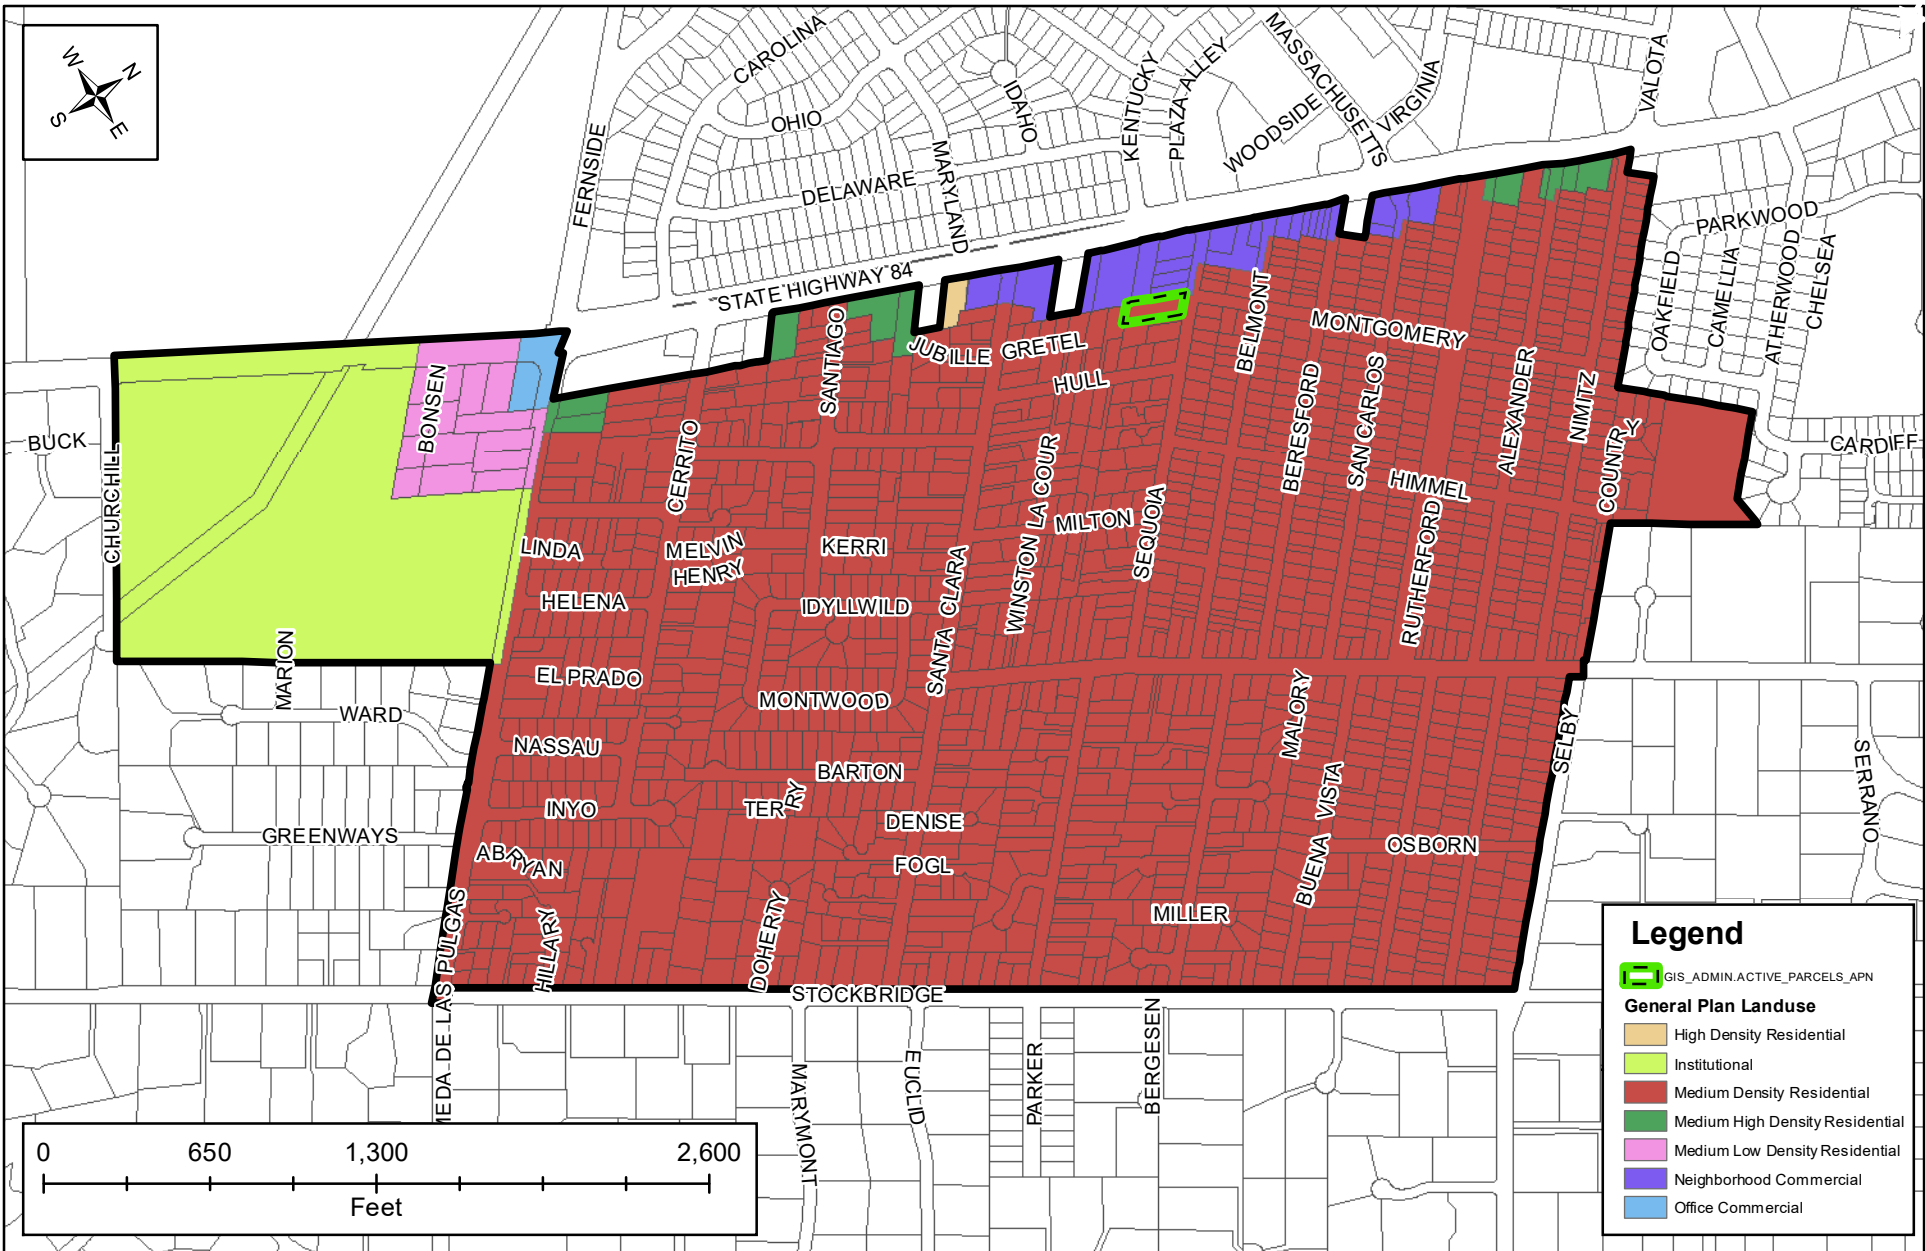 W
N
S
E
CAROLINA
OHIO
IDAHO
KENTUCKY
PLAZA ALLEY
MASSACHUSETTS
VIRGINIA
WOODSIDE
VALOTA
FERNSIDE
DELAWARE
MARYLAND
STATE HIGHWAY 84
PARKWOOD
OAKFIELD
CAMELLIA
ATHERWOOD
CHELSEA
CARDIFF
BUCK
CHURCHILL
BONSEN
SANTIAGO
JUBILLE
GRETEL
HULL
BELMONT
MONTGOMERY
BERESFORD
SAN CARLOS
ALEXANDER
NIMITZ
COUNTRY
CERRITO
HIMMEL
RUTHERFORD
WINSTON LA COUR
MILTON
SEQUOIA
LINDA
MELVIN
HENRY
KERRI
HELENA
IDYLLWILD
SANTA CLARA
MARION
EL PRADO
MONTWOOD
WARD
NASSAU
BARTON
MALORY
SELBY
SERRANO
INYO
TERRY
DENISE
BUENA VISTA
OSBORN
GREENWAYS
ABRYAN
FOGL
HILLARY
DOHERTY
MILLER
MEDA DE LAS PULGAS
STOCKBRIDGE
MARYMONT
EUCLID
PARKER
BERGESEN
0 650 1,300 2,600
Feet
Legend
GIS_ADMIN.ACTIVE_PARCELS_APN
General Plan Landuse
High Density Residential
Institutional
Medium Density Residential
Medium High Density Residential
Medium Low Density Residential
Neighborhood Commercial
Office Commercial